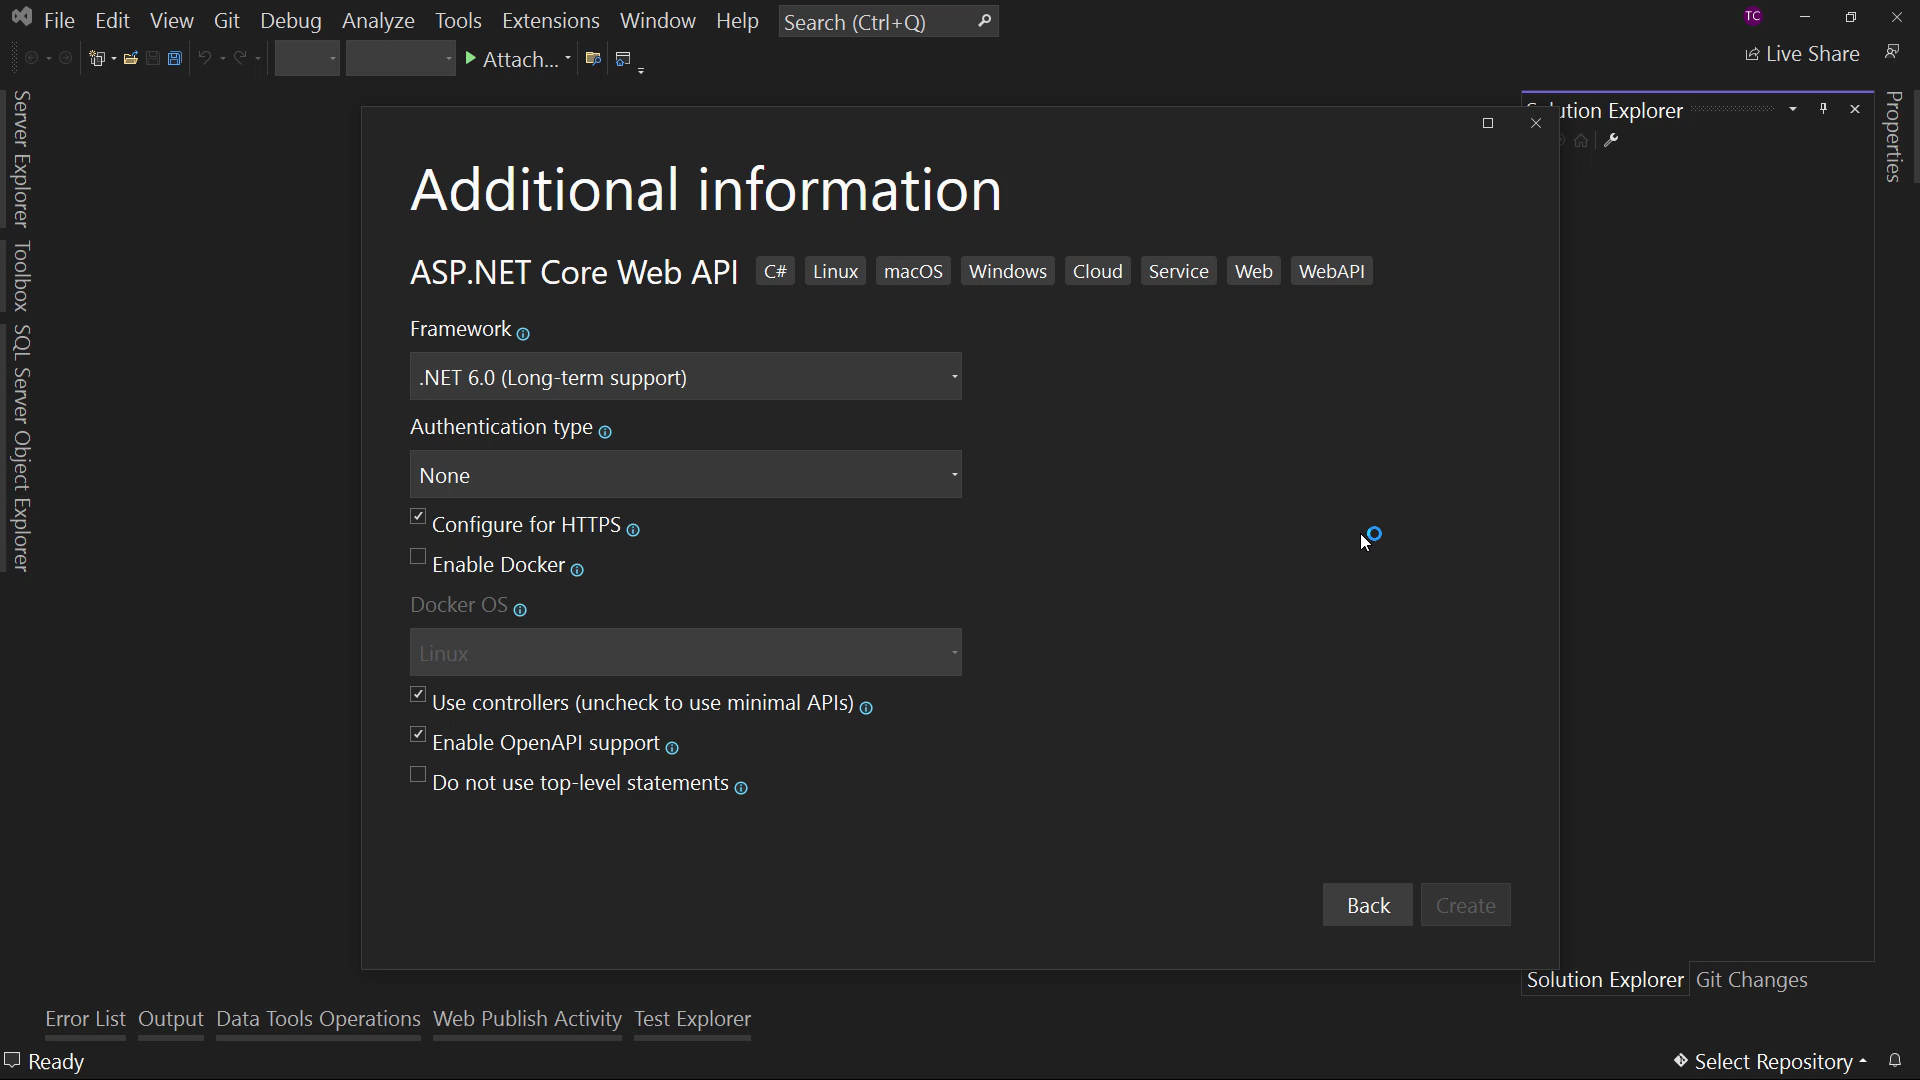 File Edit View Git Debug Analyze Tools Extensions Window Help Search (Ctrl+Q) TC
Attach... Live Share
Server Explorer
Toolbox
SQL Server Object Explorer
Additional information
ASP.NET Core Web API C# Linux macOS Windows Cloud Service Web WebAPI
Framework
.NET 6.0 (Long-term support)
Authentication type
None
Configure for HTTPS
Enable Docker
Docker OS
Linux
Use controllers (uncheck to use minimal APIs)
Enable OpenAPI support
Do not use top-level statements
Back Create
ution Explorer
Properties
Solution Explorer Git Changes
Error List Output Data Tools Operations Web Publish Activity Test Explorer
Ready Select Repository